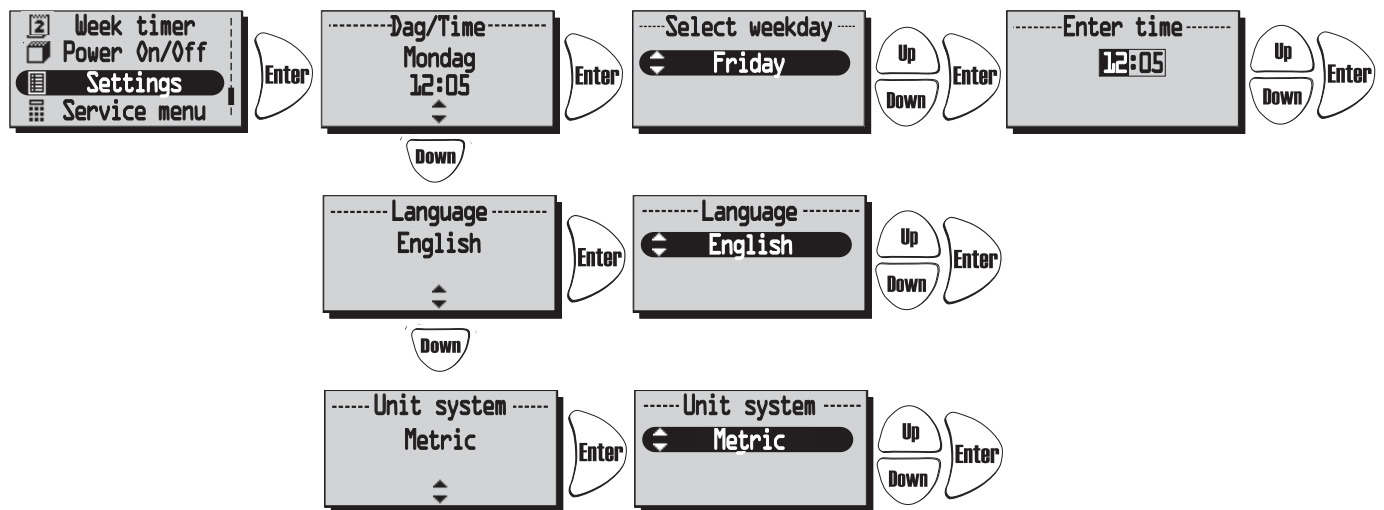 Week timer
Power On/Off
Settings
Service menu
Enter
Dag/Time
Mondag
12:05
Enter
Select weekday
Friday
Up
Down
Enter
Enter time
12:05
Up
Down
Enter
Down
Language
English
Enter
Language
English
Up
Down
Enter
Down
Unit system
Metric
Enter
Unit system
Metric
Up
Down
Enter